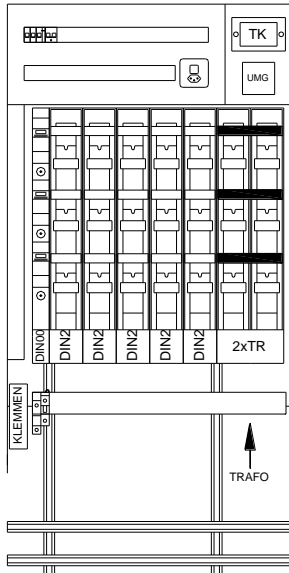 TK
UMG
DIN00
DIN2
DIN2
DIN2
DIN2
DIN2
2xTR
KLEMMEN
TRAFO